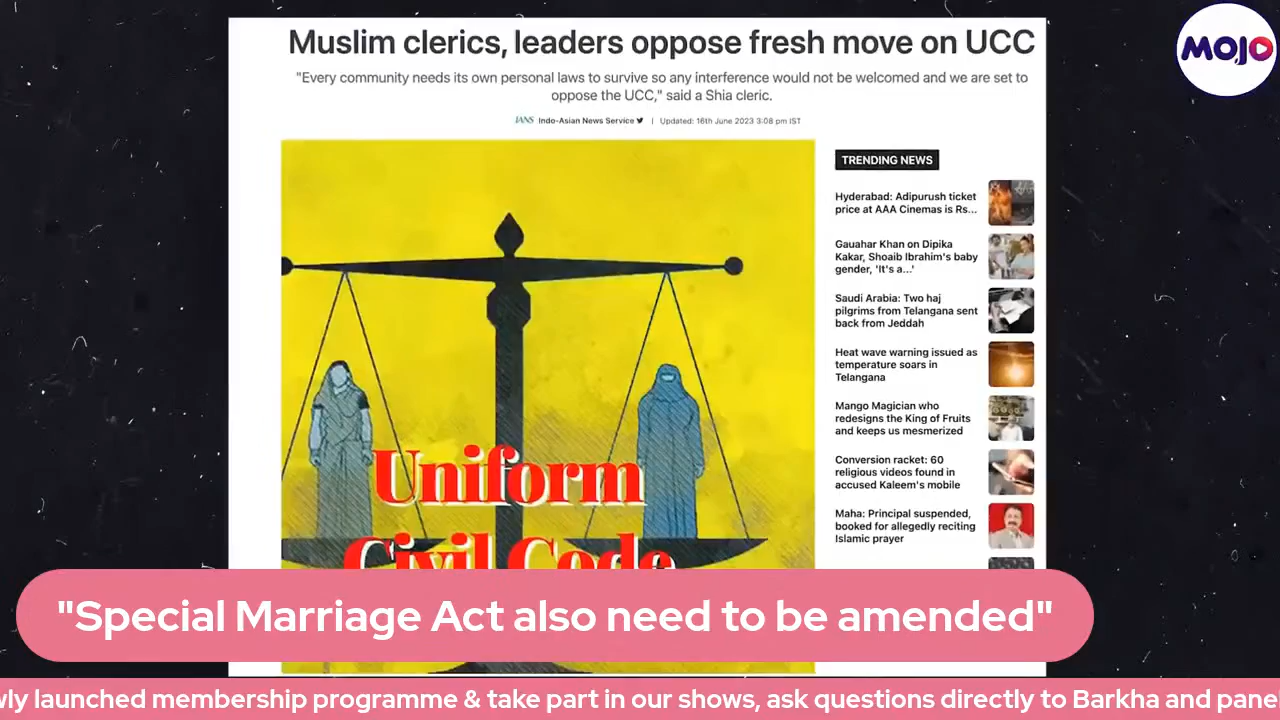 MOJO
Muslim clerics, leaders oppose fresh move on UCC
"Every community needs its own personal laws to survive so any interference would not be welcomed and we are set to
oppose the UCC," said a Shia cleric.
IANS Indo-Asian News Service | Updated: 16th June 2023 3:08 pm IST
TRENDING NEWS
Hyderabad: Adipurush ticket
price at AAA Cinemas is Rs...
Gauahar Khan on Dipika
Kakar, Shoaib Ibrahim's baby
gender, 'It's a...'
Saudi Arabia: Two haj
pilgrims from Telangana sent
back from Jeddah
Heat wave warning issued as
temperature soars in
Telangana
Mango Magician who
redesigns the King of Fruits
and keeps us mesmerized
Conversion racket: 60
religious videos found in
accused Kaleem's mobile
Maha: Principal suspended,
booked for allegedly reciting
Islamic prayer
Uniform
Civil Code
"Special Marriage Act also need to be amended"
wly launched membership programme & take part in our shows, ask questions directly to Barkha and pane